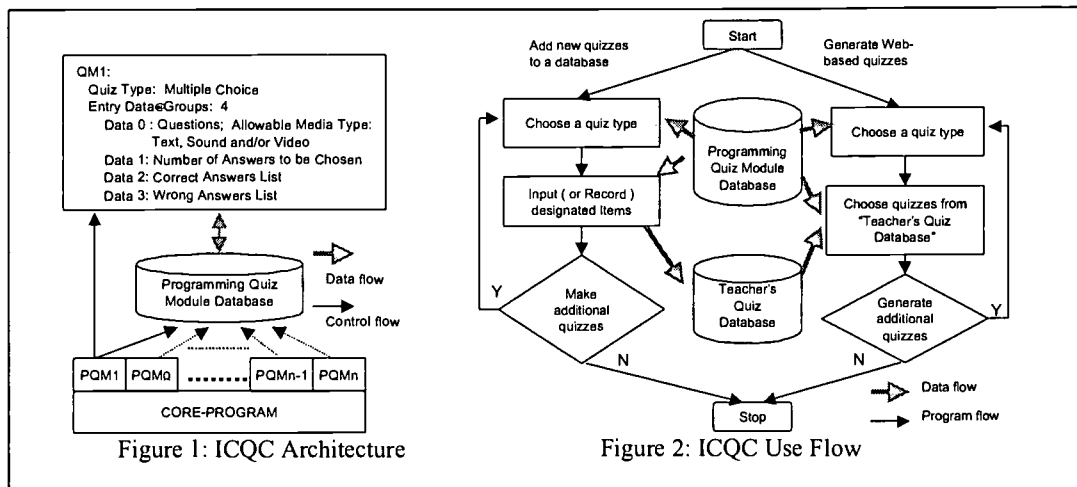 QM1:
Quiz Type: Multiple Choice
Entry Data Groups: 4
Data 0 : Questions; Allowable Media Type:
Text, Sound and/or Video
Data 1: Number of Answers to be Chosen
Data 2: Correct Answers List
Data 3: Wrong Answers List
Programming Quiz
Module Database
Data flow
Control flow
PQM1 PQMΩ PQMn-1 PQMn
CORE-PROGRAM
Figure 1: ICQC Architecture
Start
Add new quizzes
to a database
Generate Web-
based quizzes
Choose a quiz type
Programming
Quiz Module
Database
Choose a quiz type
Input ( or Record )
designated Items
Choose quizzes from
"Teacher's Quiz
Database"
Y
Make
additional
quizzes
Teacher's
Quiz
Database
Generate
additional
quizzes
Y
N
N
Data flow
Stop
Program flow
Figure 2: ICQC Use Flow